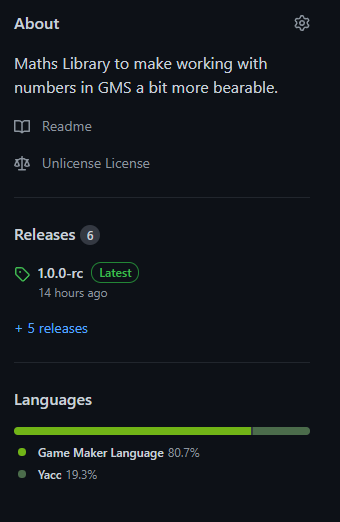 About
Maths Library to make working with
numbers in GMS a bit more bearable.
Readme
Unlicense License
Releases 6
1.0.0-rc Latest
14 hours ago
+ 5 releases
Languages
Game Maker Language 80.7%
Yacc 19.3%